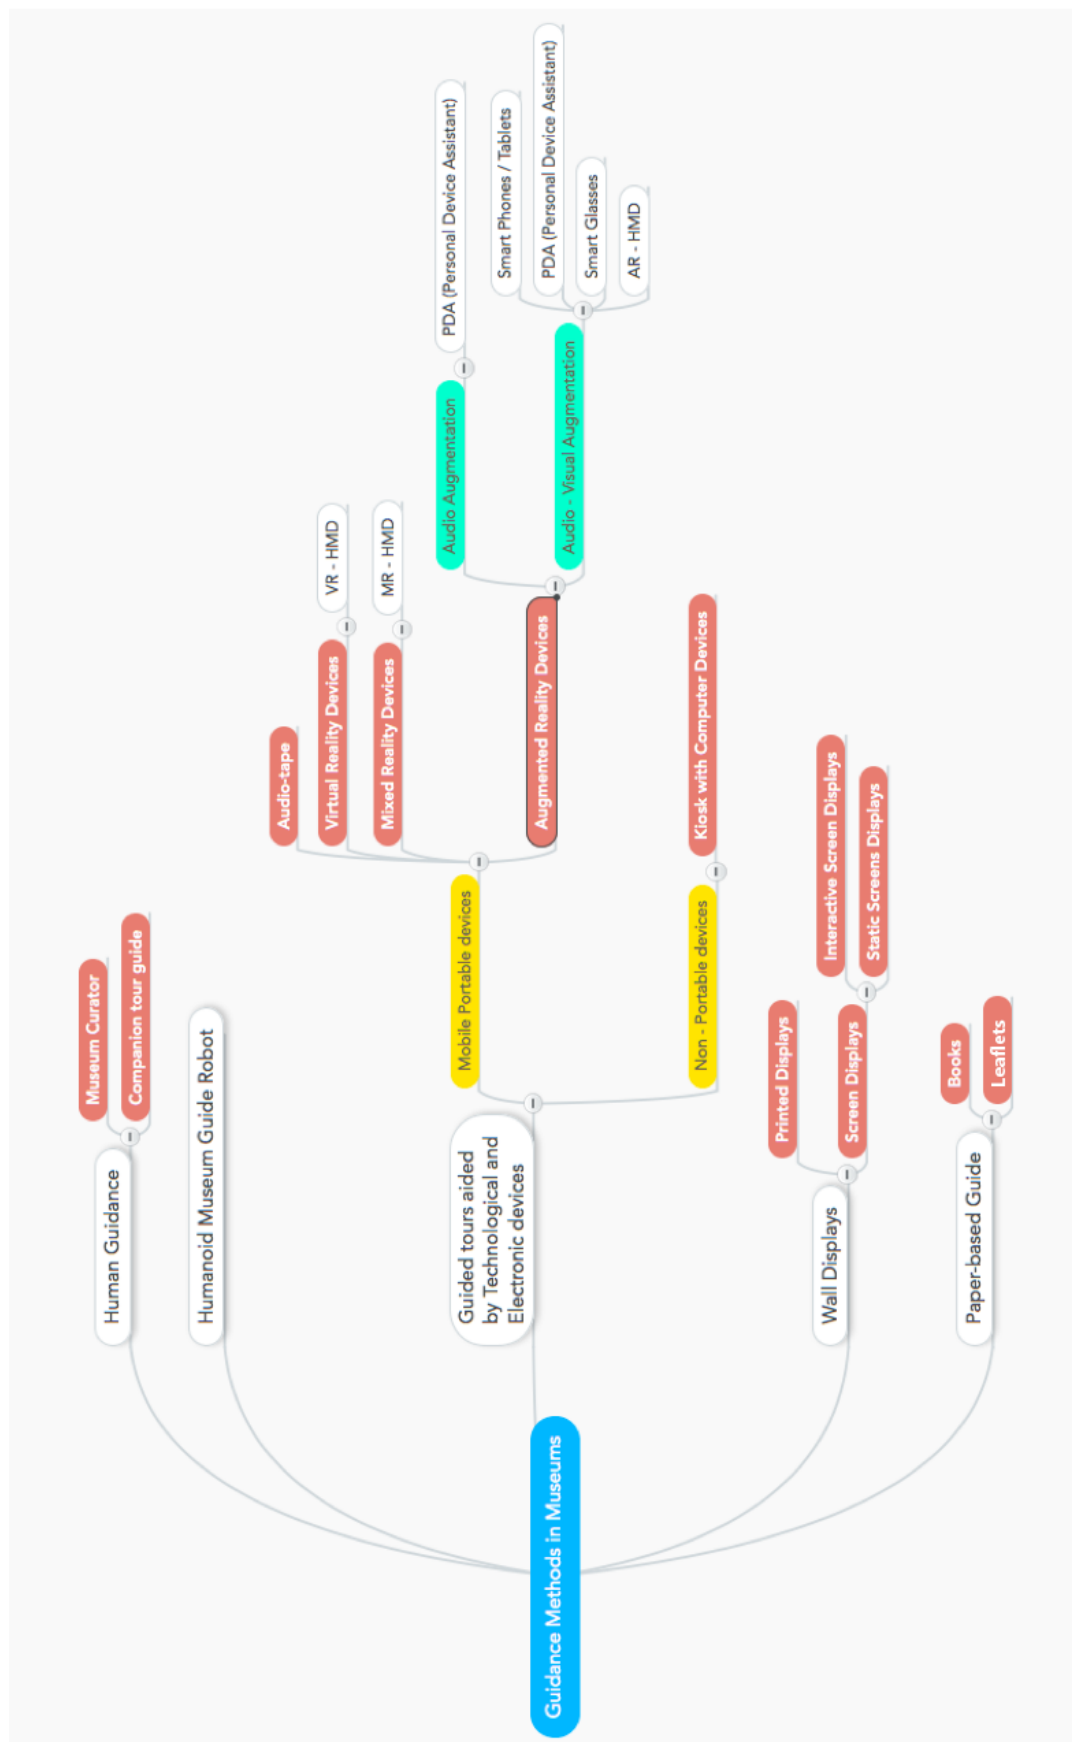 Guidance Methods in Museums
Human Guidance
Museum Curator
Companion tour guide
Humanoid Museum Guide Robot
Guided tours aided
by Technological and
Electronic devices
Mobile Portable devices
Audio-tape
Virtual Reality Devices
VR - HMD
Mixed Reality Devices
MR - HMD
Augmented Reality Devices
Audio Augmentation
PDA (Personal Device Assistant)
Audio - Visual Augmentation
Smart Phones / Tablets
PDA (Personal Device Assistant)
Smart Glasses
AR - HMD
Non - Portable devices
Kiosk with Computer Devices
Wall Displays
Printed Displays
Screen Displays
Interactive Screen Displays
Static Screens Displays
Paper-based Guide
Books
Leaflets